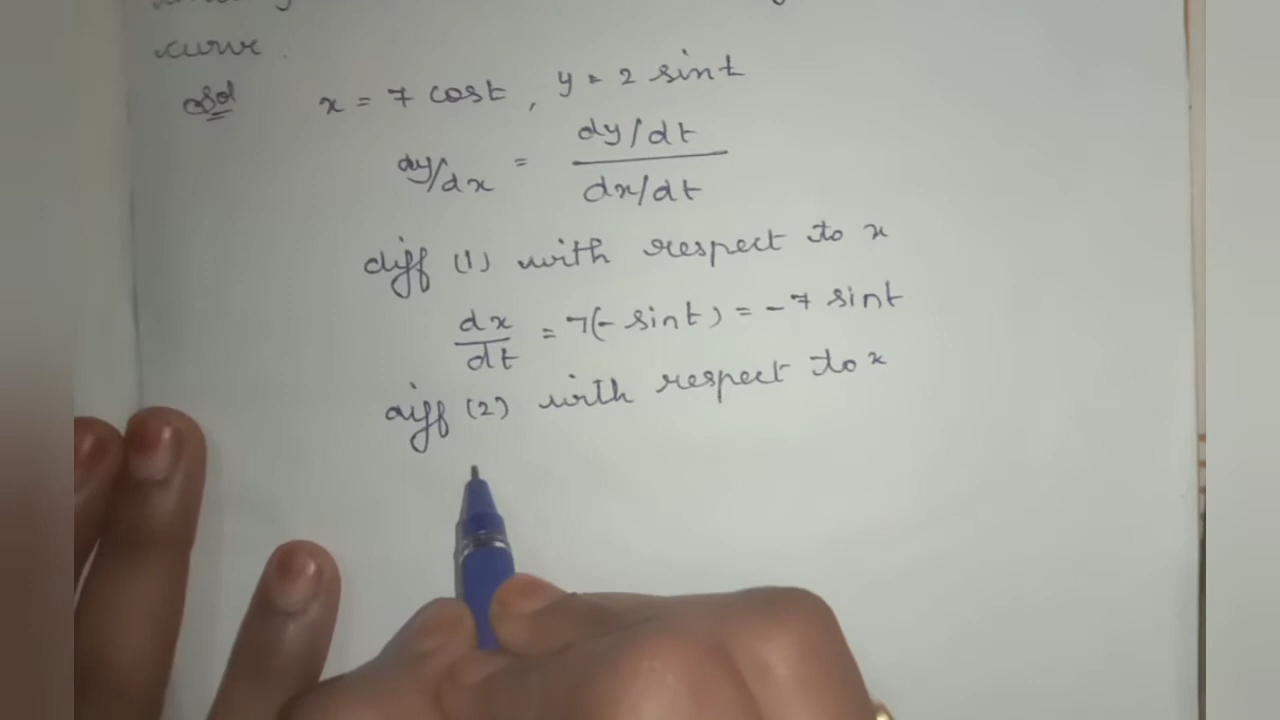 curve .
Sol x = 7 cost , y = 2 sint
dy/dx = dy/dt / dx/dt
diff (1) with respect to x
dx/dt = 7(- sint) = -7 sint
diff (2) with respect to x